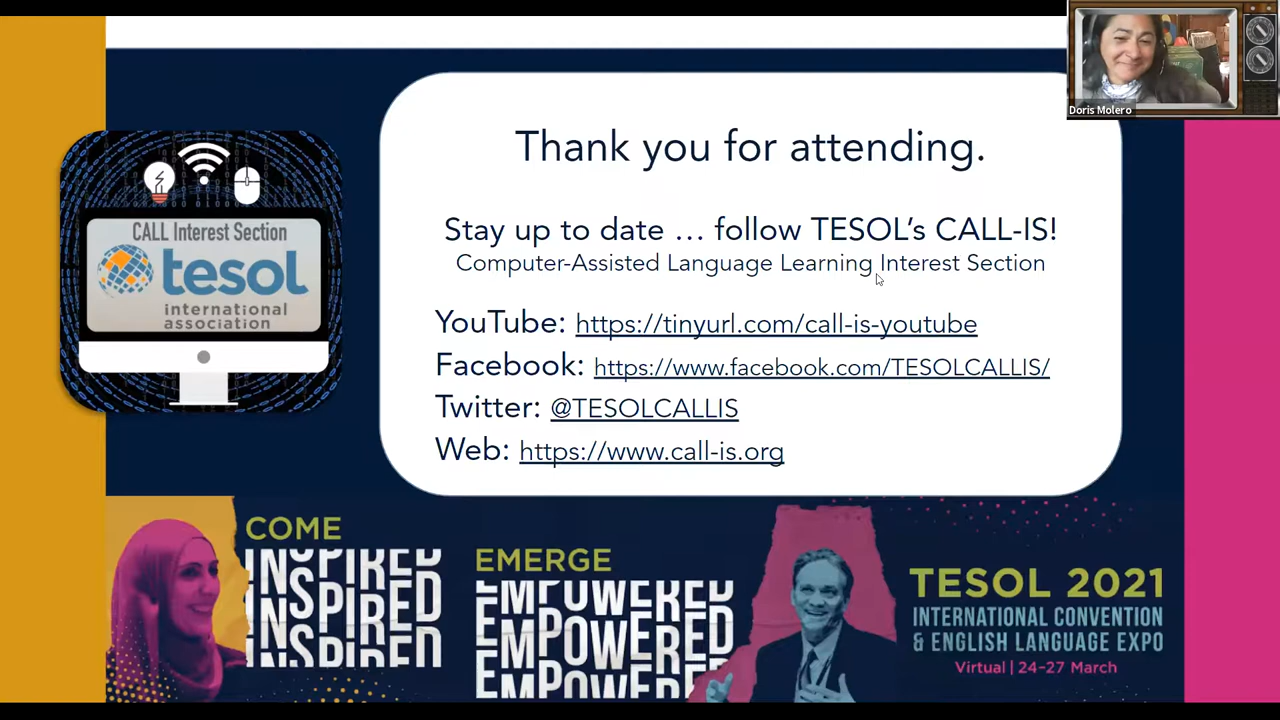 Doris Molero
Thank you for attending.
Stay up to date … follow TESOL’s CALL-IS!
Computer-Assisted Language Learning Interest Section
YouTube: https://tinyurl.com/call-is-youtube
Facebook: https://www.facebook.com/TESOLCALLIS/
Twitter: @TESOLCALLIS
Web: https://www.call-is.org
CALL Interest Section
tesol
international
association
COME
INSPIRED
INSPIRED
INSPIRED
EMERGE
EMPOWERED
EMPOWERED
EMPOWERED
TESOL 2021
INTERNATIONAL CONVENTION
& ENGLISH LANGUAGE EXPO
Virtual | 24-27 March